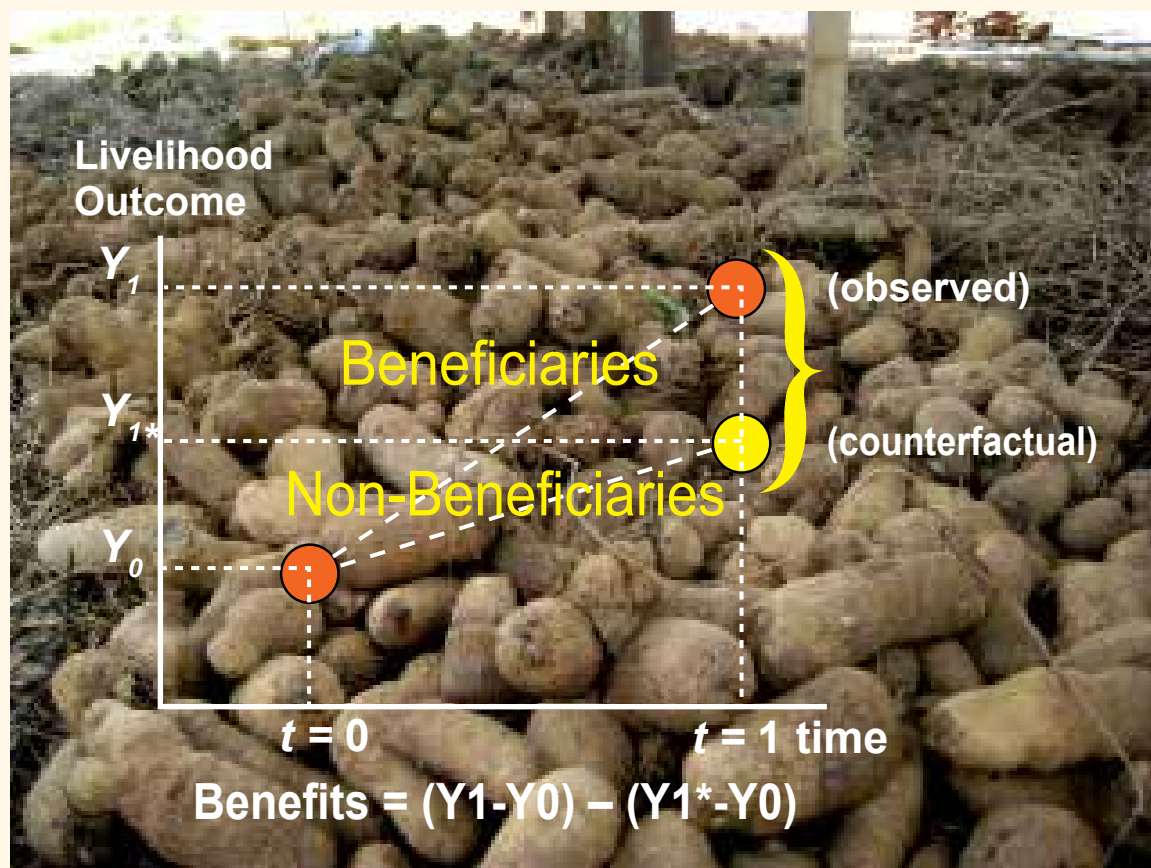 Livelihood
Outcome
Y1
(observed)
Beneficiaries
Y1*
(counterfactual)
Non-Beneficiaries
Y0
t = 0
t = 1 time
Benefits = (Y1-Y0) – (Y1*-Y0)